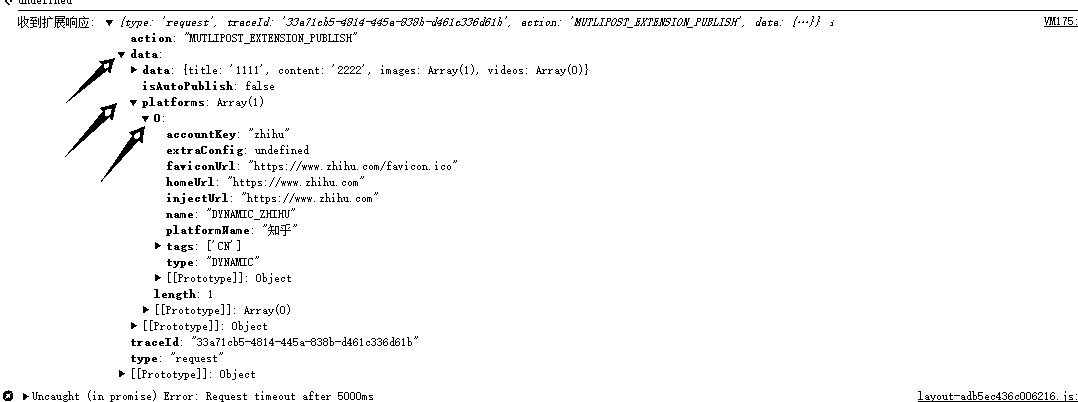 undefined
收到扩展响应: ▼ {type: 'request', traceId: '33a71cb5-4814-445a-838b-d461c336d61b', action: 'MUTLIPOST_EXTENSION_PUBLISH', data: {…}} i VM175:
action: "MUTLIPOST_EXTENSION_PUBLISH"
▼ data:
▶ data: {title: '1111', content: '2222', images: Array(1), videos: Array(0)}
isAutoPublish: false
▼ platforms: Array(1)
▼ 0:
accountKey: "zhihu"
extraConfig: undefined
faviconUrl: "https://www.zhihu.com/favicon.ico"
homeUrl: "https://www.zhihu.com"
injectUrl: "https://www.zhihu.com"
name: "DYNAMIC_ZHIHU"
platformName: "知乎"
▶ tags: ['CN']
type: "DYNAMIC"
▶ [[Prototype]]: Object
length: 1
▶ [[Prototype]]: Array(0)
▶ [[Prototype]]: Object
traceId: "33a71cb5-4814-445a-838b-d461c336d61b"
type: "request"
▶ [[Prototype]]: Object
▶ Uncaught (in promise) Error: Request timeout after 5000ms layout-adb5ec436c006216.js: